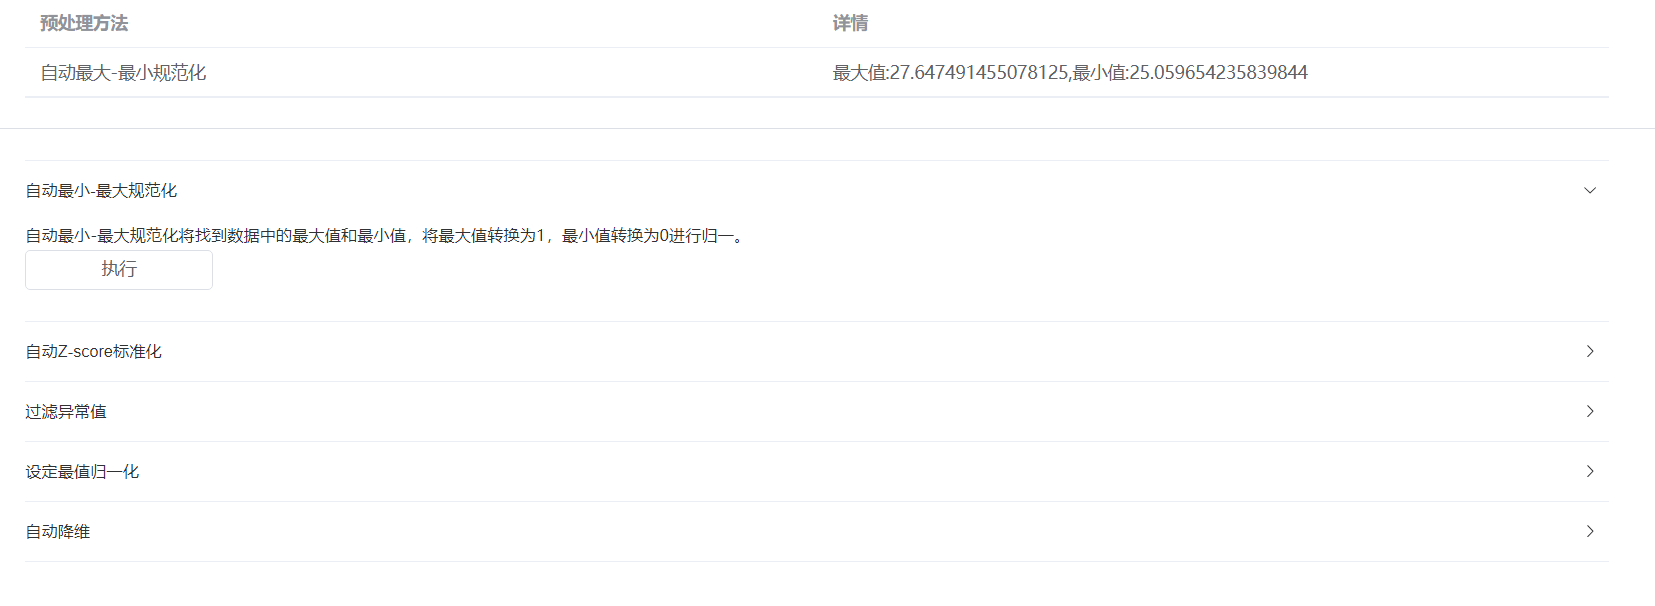 预处理方法 详情
自动最大-最小规范化 最大值:27.647491455078125,最小值:25.059654235839844
自动最小-最大规范化
自动最小-最大规范化将找到数据中的最大值和最小值，将最大值转换为1，最小值转换为0进行归一。
执行
自动Z-score标准化
过滤异常值
设定最值归一化
自动降维